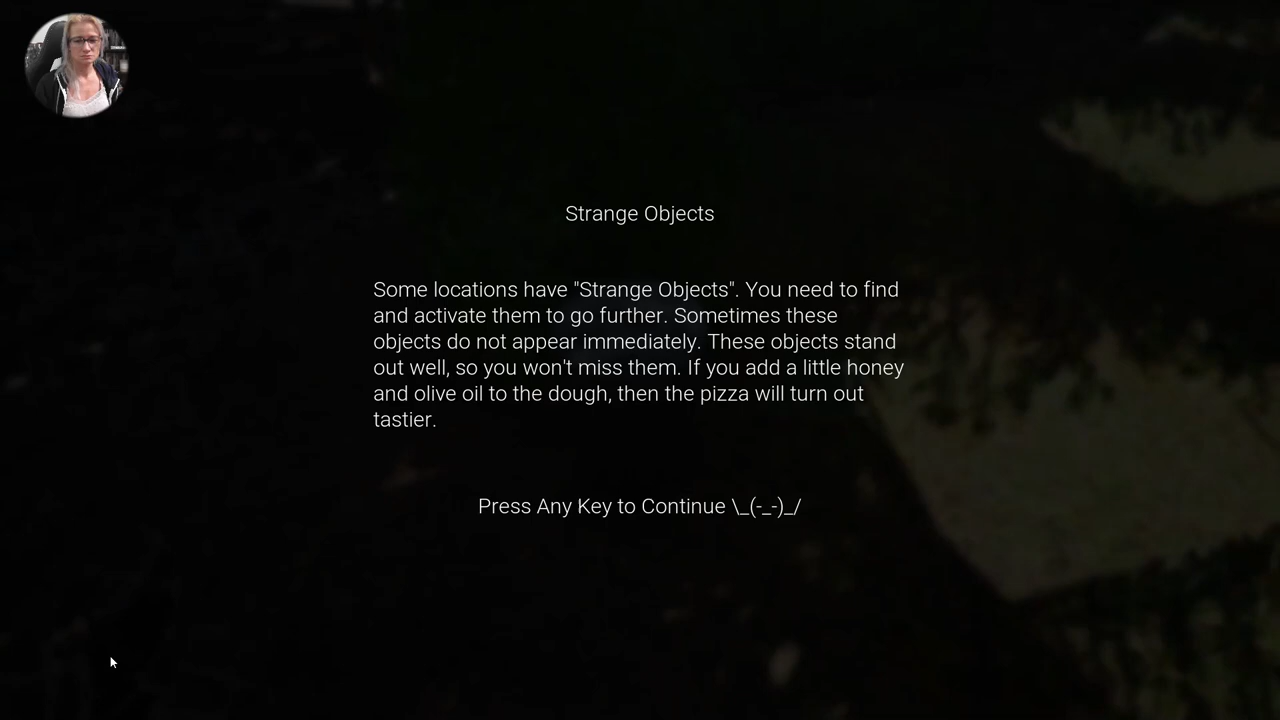 Strange Objects
Some locations have "Strange Objects". You need to find
and activate them to go further. Sometimes these
objects do not appear immediately. These objects stand
out well, so you won't miss them. If you add a little honey
and olive oil to the dough, then the pizza will turn out
tastier.
Press Any Key to Continue \_(-_-)_/